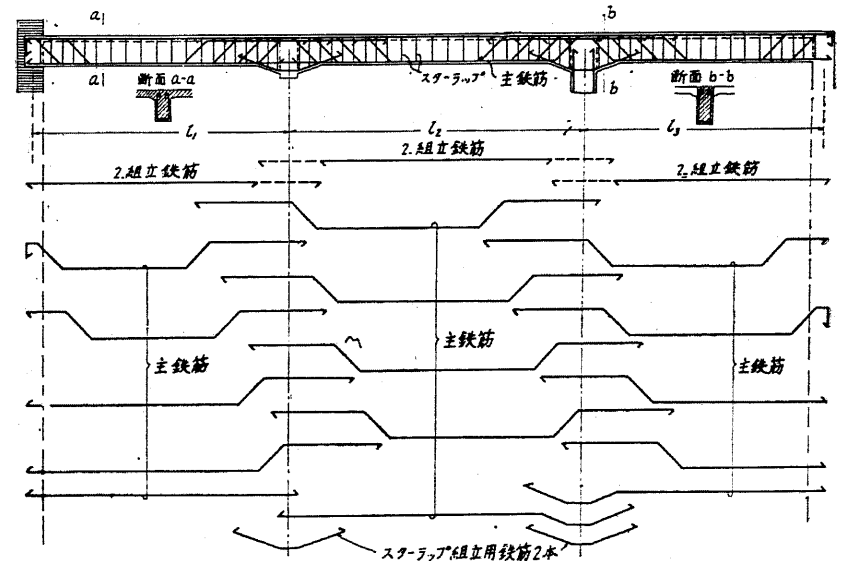 a b
スターラップ 主鉄筋
a b
断面 a-a 断面 b-b
l₁ l₂ l₃
2.組立鉄筋
2.組立鉄筋 2.組立鉄筋
主鉄筋 主鉄筋 主鉄筋
スターラップ組立用鉄筋2本